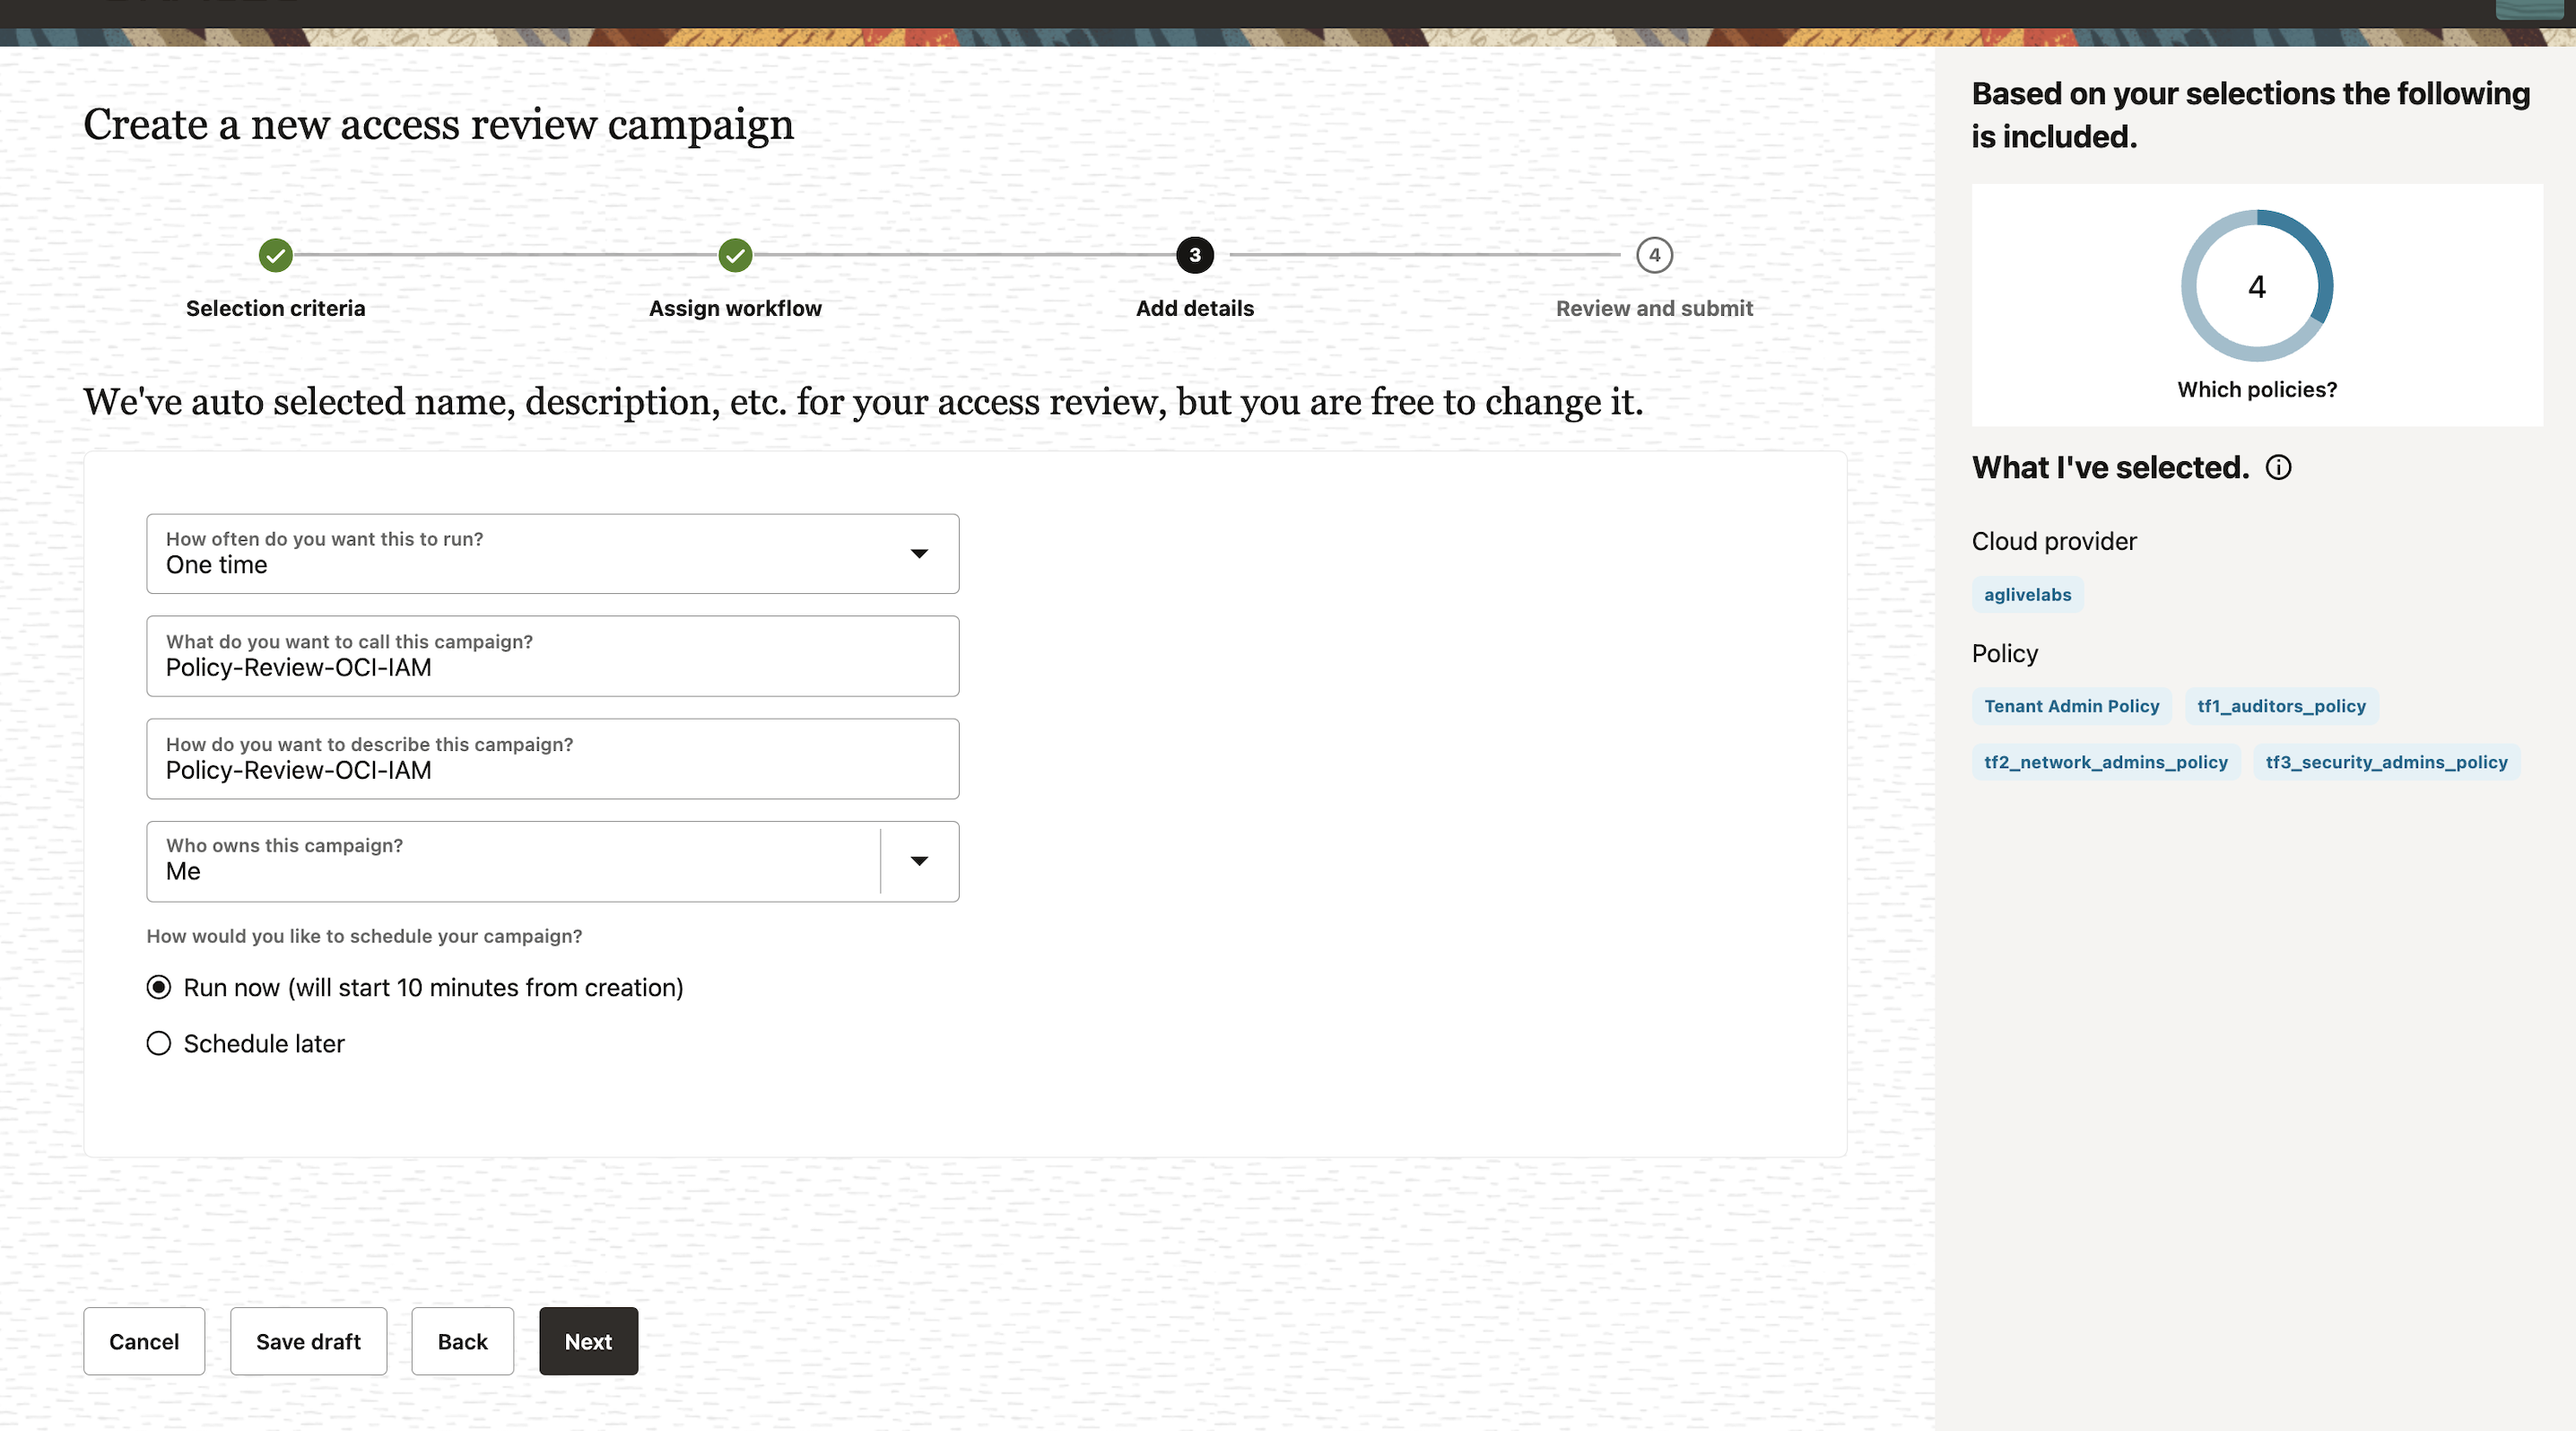 Create a new access review campaign
3
4
Selection criteria
Assign workflow
Add details
Review and submit
We've auto selected name, description, etc. for your access review, but you are free to change it.
How often do you want this to run?
One time
What do you want to call this campaign?
Policy-Review-OCI-IAM
How do you want to describe this campaign?
Policy-Review-OCI-IAM
Who owns this campaign?
Me
How would you like to schedule your campaign?
Run now (will start 10 minutes from creation)
Schedule later
Cancel
Save draft
Back
Next
Based on your selections the following
is included.
4
Which policies?
What I've selected.
Cloud provider
aglivelabs
Policy
Tenant Admin Policy
tf1_auditors_policy
tf2_network_admins_policy
tf3_security_admins_policy